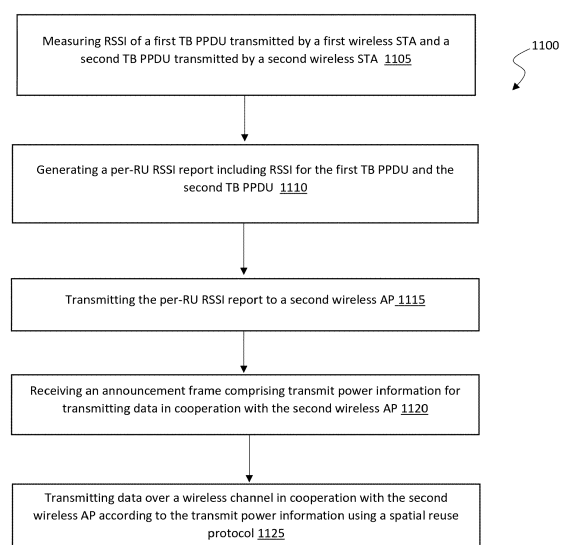 Measuring RSSI of a first TB PPDU transmitted by a first wireless STA and a
second TB PPDU transmitted by a second wireless STA 1105
1100
Generating a per-RU RSSI report including RSSI for the first TB PPDU and the
second TB PPDU 1110
Transmitting the per-RU RSSI report to a second wireless AP 1115
Receiving an announcement frame comprising transmit power information for
transmitting data in cooperation with the second wireless AP 1120
Transmitting data over a wireless channel in cooperation with the second
wireless AP according to the transmit power information using a spatial reuse
protocol 1125